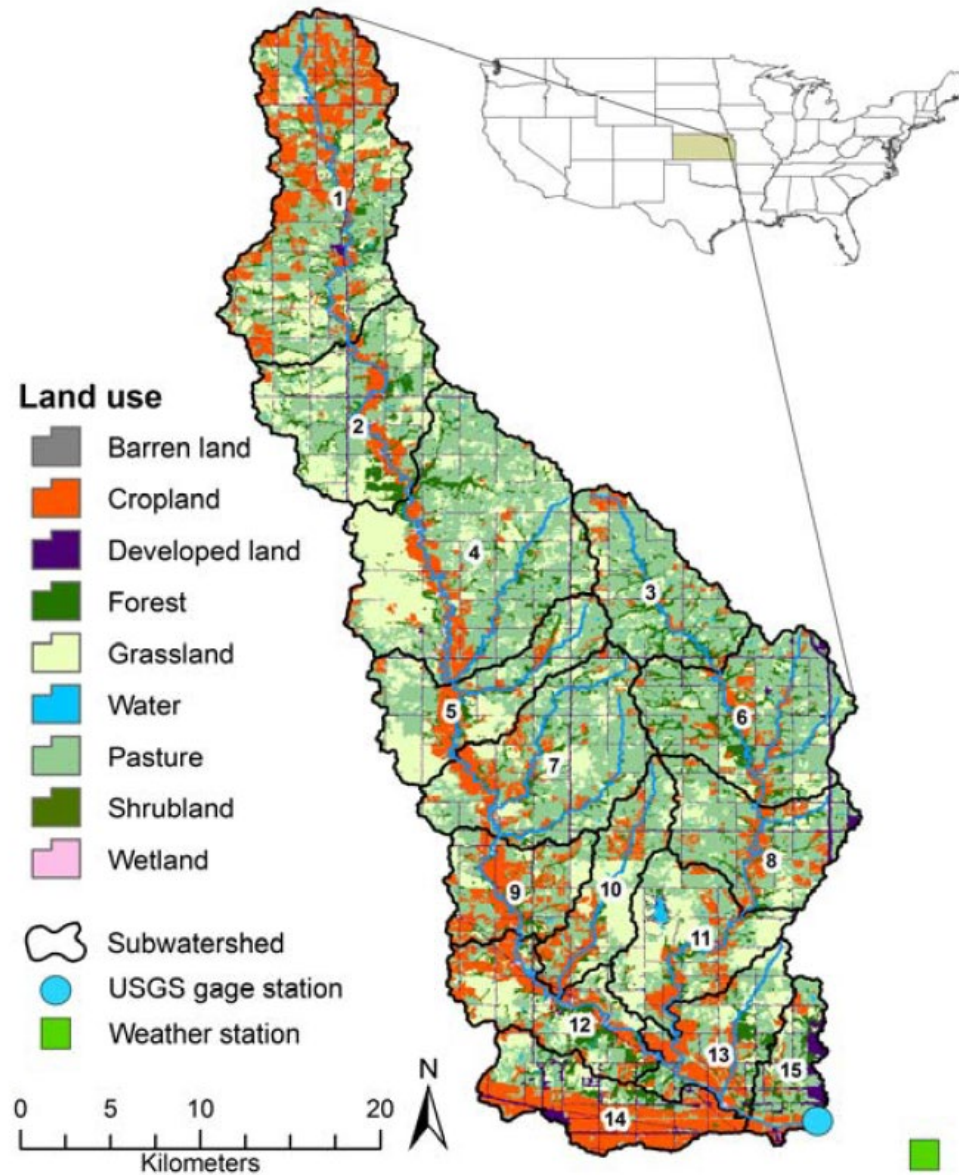 1
2
Land use
Barren land
Cropland
Developed land
Forest
Grassland
Water
Pasture
Shrubland
Wetland
Subwatershed
USGS gage station
Weather station
4
3
5
6
7
8
9
10
11
12
13
15
14
N
0 5 10 20
Kilometers